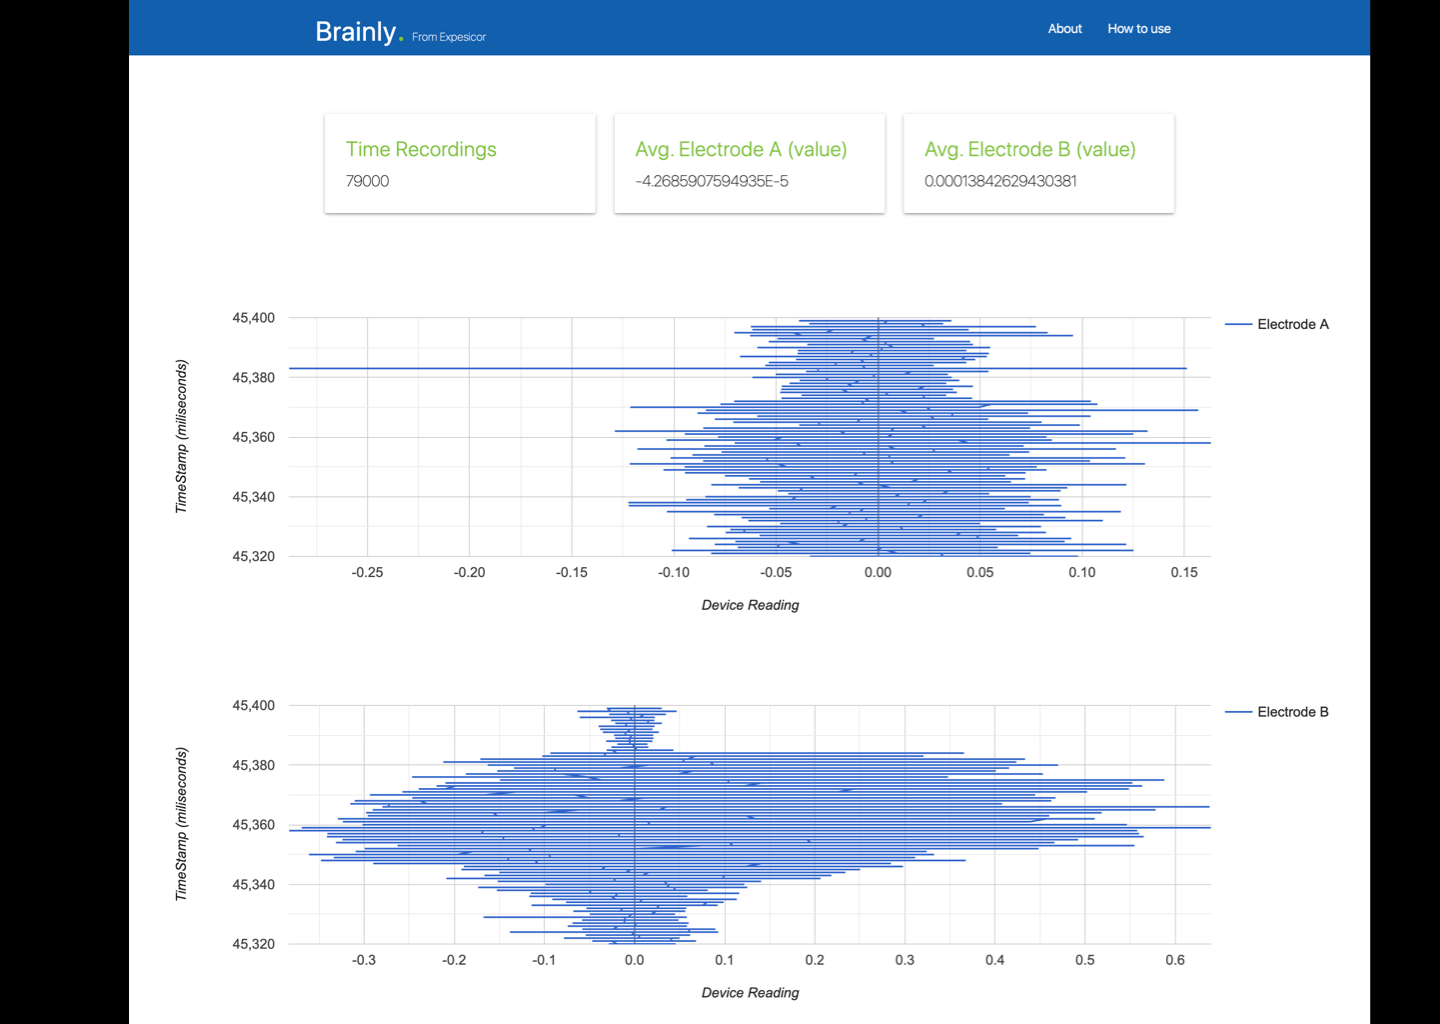 Brainly. From Expesicor
About How to use
Time Recordings
79000
Avg. Electrode A (value)
-4.2685907594935E-5
Avg. Electrode B (value)
0.00013842629430381
45,400
45,380
45,360
45,340
45,320
TimeStamp (miliseconds)
-0.25 -0.20 -0.15 -0.10 -0.05 0.00 0.05 0.10 0.15
Device Reading
Electrode A
45,400
45,380
45,360
45,340
45,320
TimeStamp (miliseconds)
-0.3 -0.2 -0.1 0.0 0.1 0.2 0.3 0.4 0.5 0.6
Device Reading
Electrode B